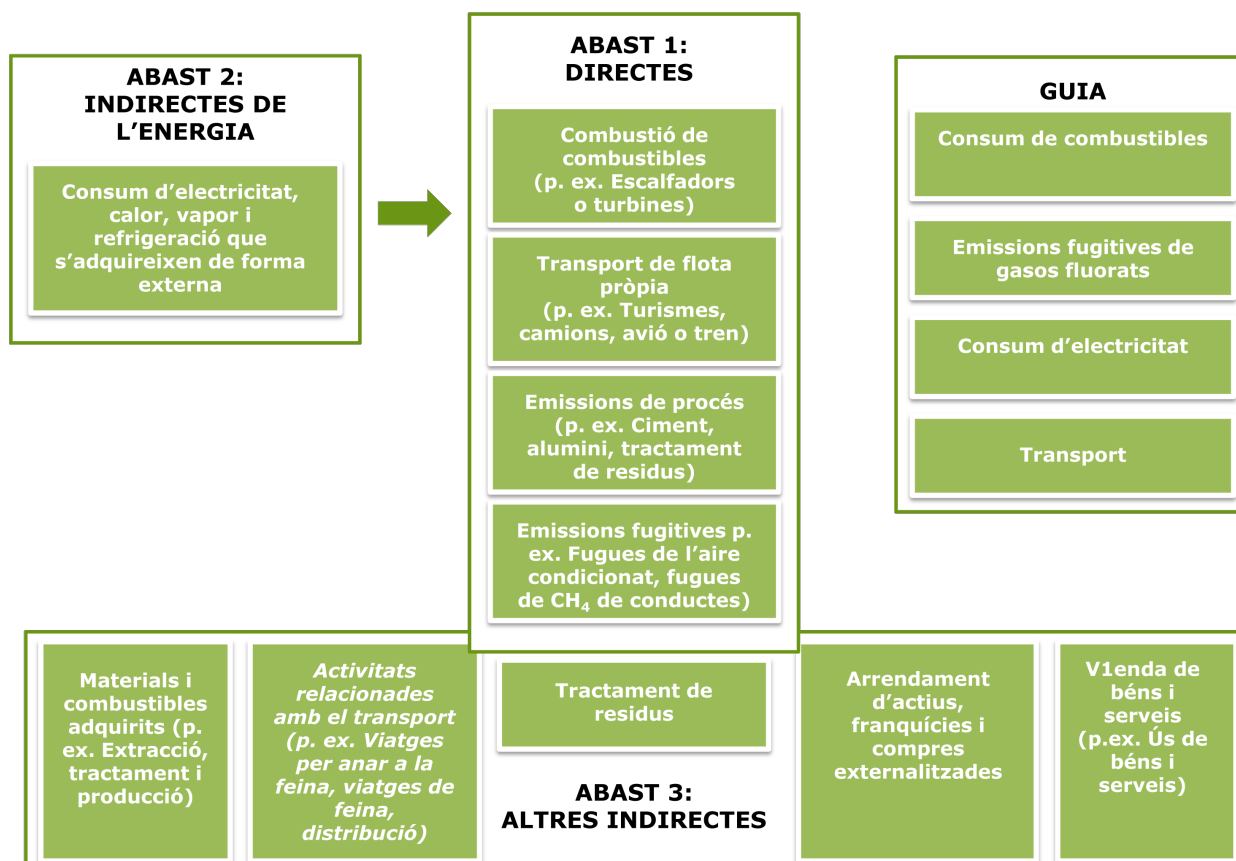 ABAST 2:
INDIRECTES DE
L’ENERGIA
Consum d’electricitat,
calor, vapor i
refrigeració que
s’adquireixen de forma
externa
ABAST 1:
DIRECTES
Combustió de
combustibles
(p. ex. Escalfadors
o turbines)
Transport de flota
pròpia
(p. ex. Turismes,
camions, avió o tren)
Emissions de procés
(p. ex. Ciment,
alumini, tractament
de residus)
Emissions fugitives p.
ex. Fugues de l’aire
condicionat, fugues
de CH₄ de conductes)
GUIA
Consum de combustibles
Emissions fugitives de
gasos fluorats
Consum d’electricitat
Transport
Materials i
combustibles
adquirits (p.
ex. Extracció,
tractament i
producció)
Activitats
relacionades
amb el transport
(p. ex. Viatges
per anar a la
feina, viatges de
feina,
distribució)
Tractament de
residus
ABAST 3:
ALTRES INDIRECTES
Arrendament
d’actius,
franquícies i
compres
externalitzades
V1enda de
béns i
serveis
(p.ex. Ús de
béns i
serveis)